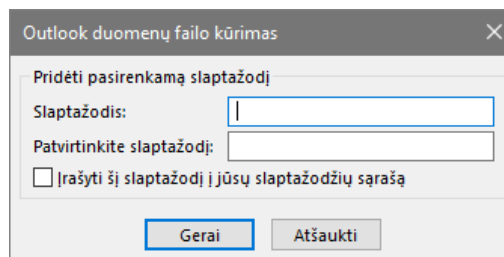 Outlook duomenų failo kūrimas
Pridėti pasirenkamą slaptažodį
Slaptažodis:
Patvirtinkite slaptažodį:
Įrašyti šį slaptažodį į jūsų slaptažodžių sąrašą
Gerai Atšaukti